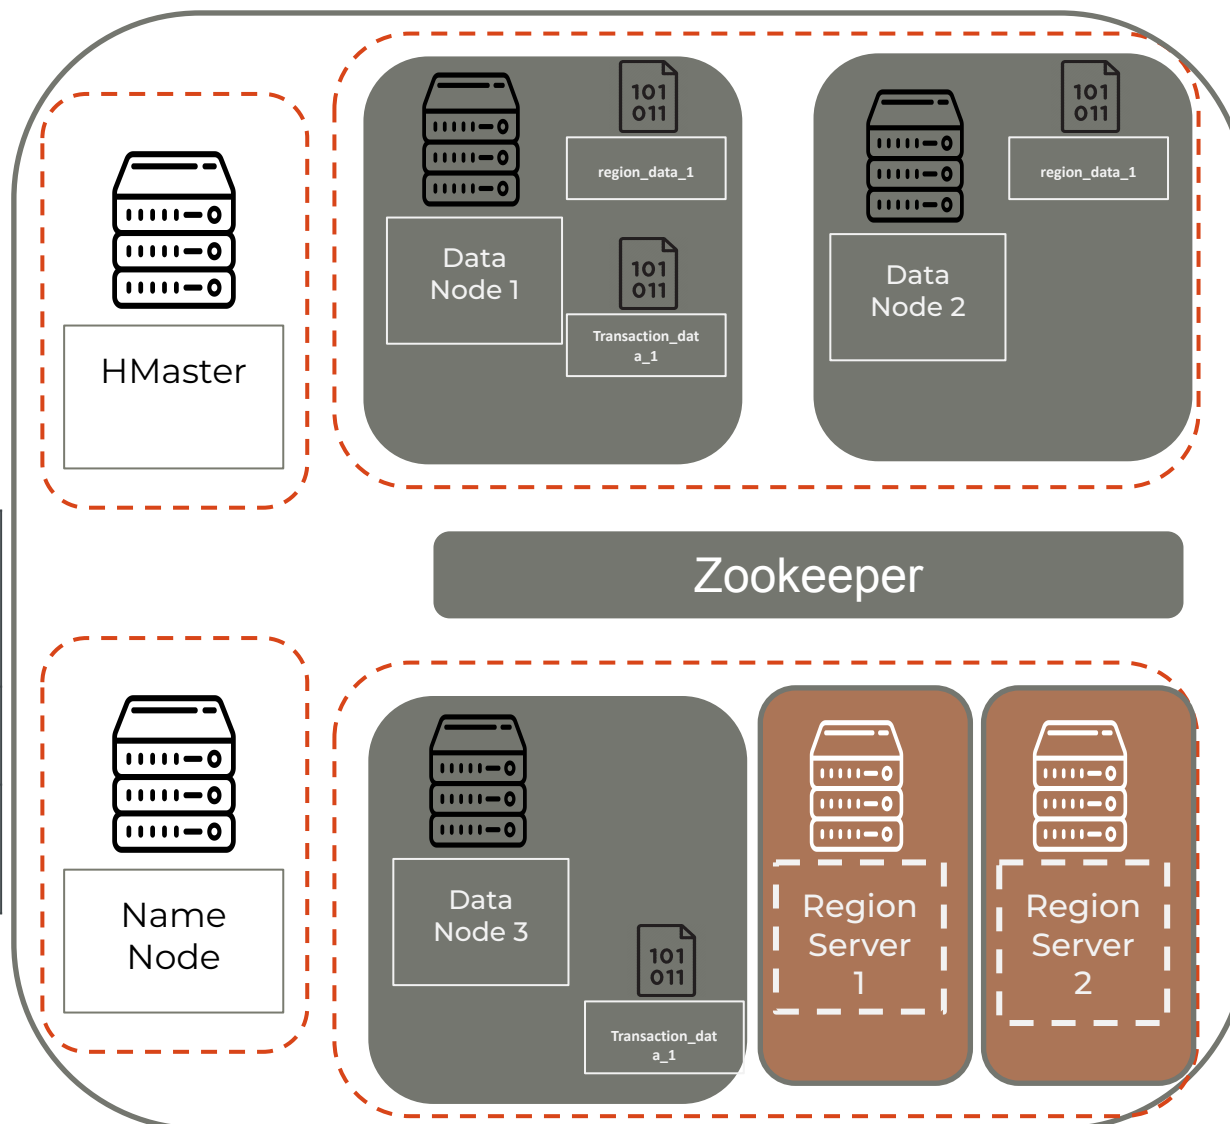 101
011
region_data_1
Data
Node 1
101
011
Transaction_dat
a_1
101
011
region_data_1
Data
Node 2
HMaster
Zookeeper
Name
Node
Data
Node 3
101
011
Transaction_dat
a_1
Region
Server
1
Region
Server
2